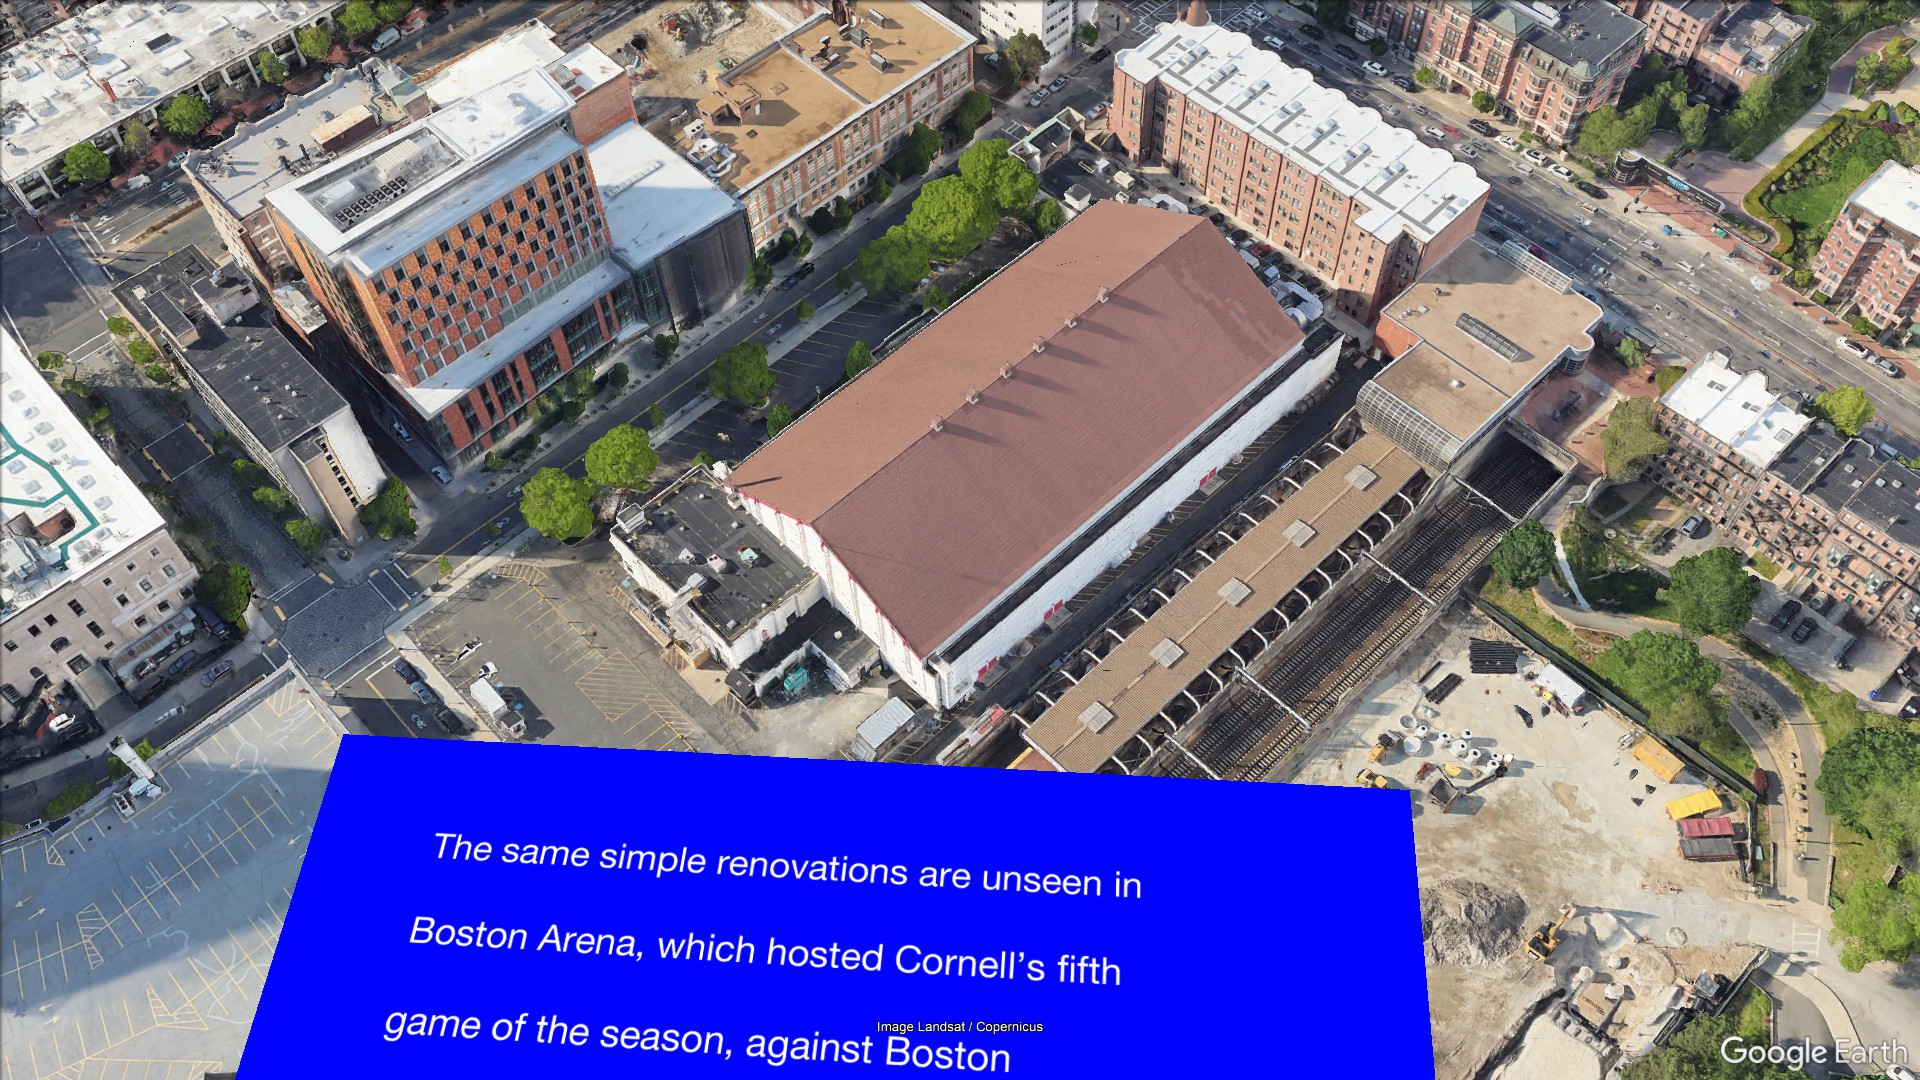 The same simple renovations are unseen in
Boston Arena, which hosted Cornell's fifth
game of the season, against Boston
Image Landsat / Copernicus
Google Earth